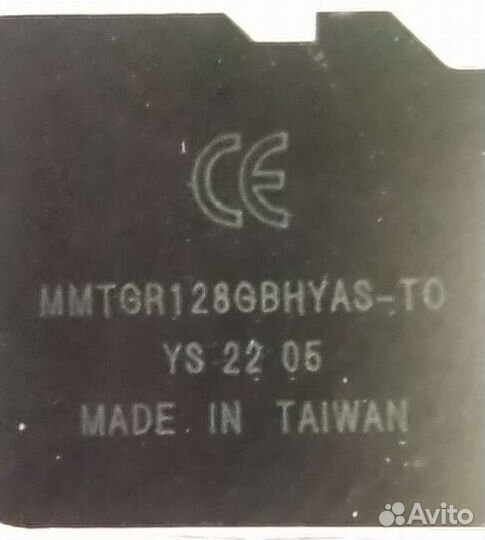 CE
MMTGR128GBHYAS-TO
YS 22 05
MADE IN TAIWAN
Avito